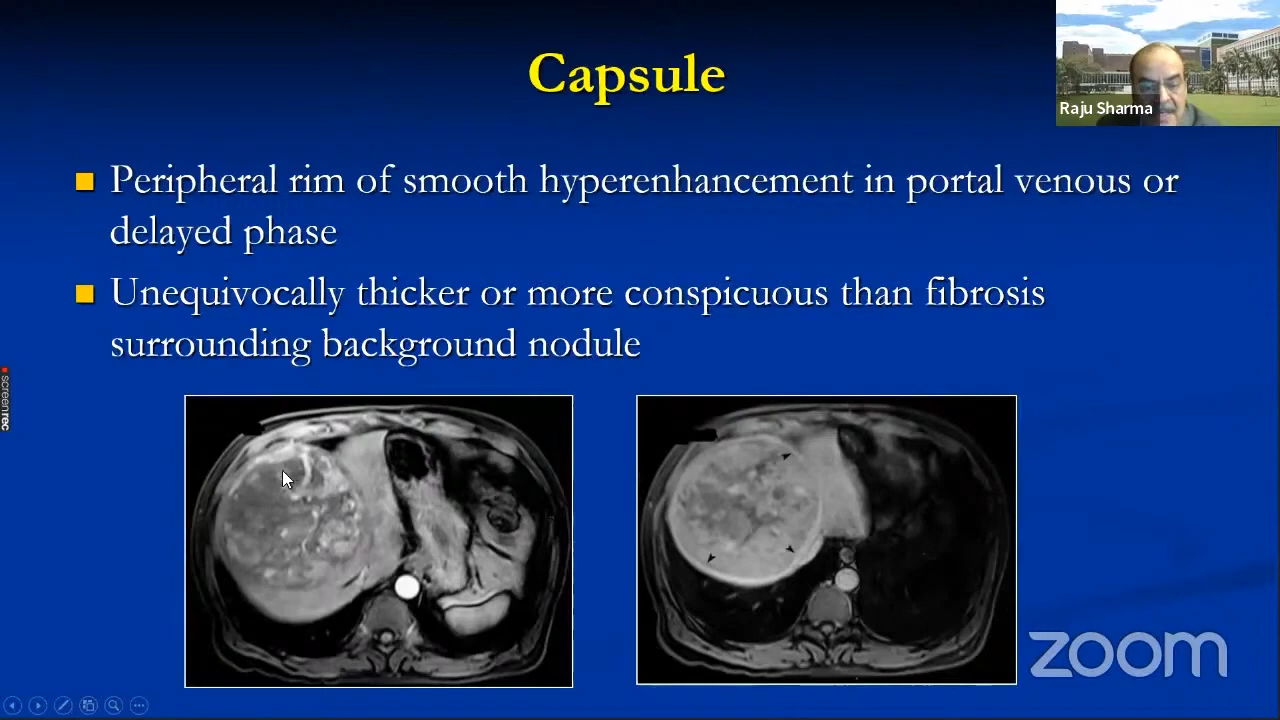 Capsule
Raju Sharma
Peripheral rim of smooth hyperenhancement in portal venous or
delayed phase
Unequivocally thicker or more conspicuous than fibrosis
surrounding background nodule
screenrec
zoom